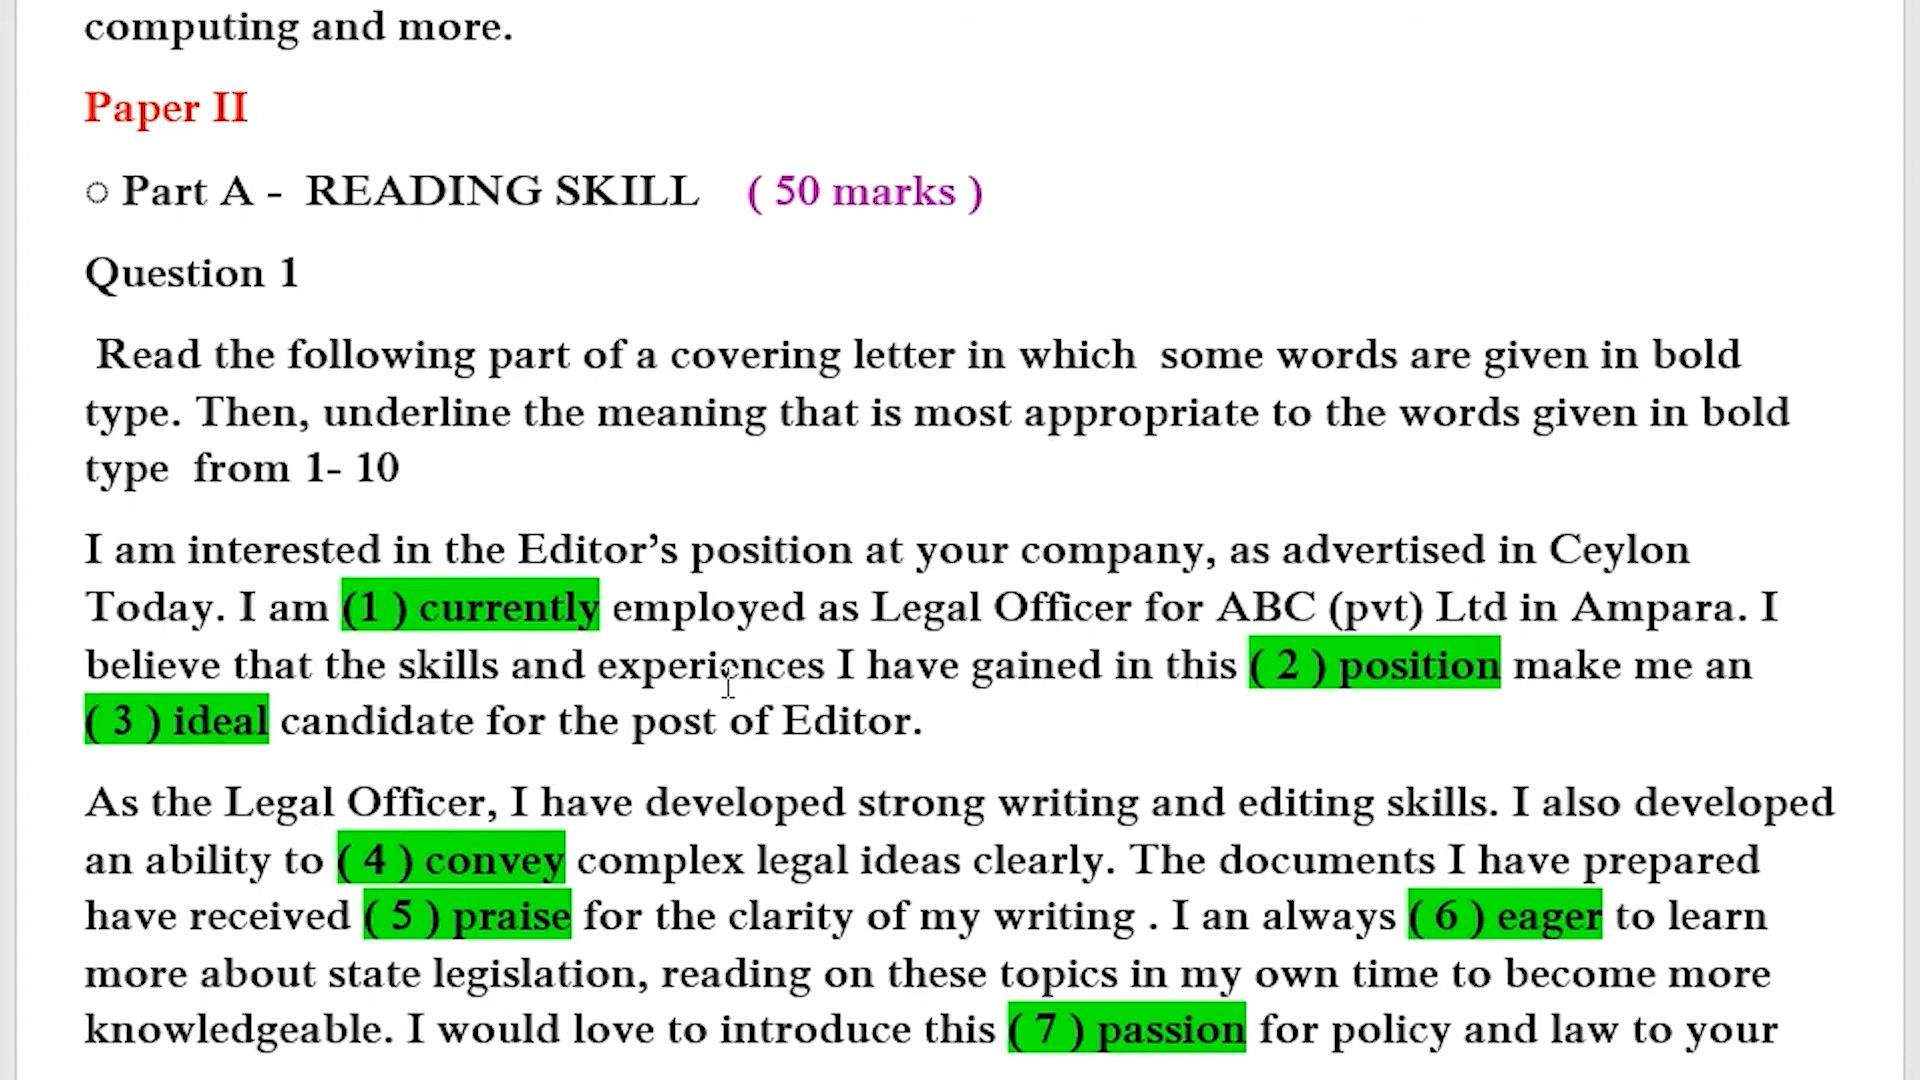 computing and more.
Paper II
○ Part A - READING SKILL ( 50 marks )
Question 1
Read the following part of a covering letter in which some words are given in bold
type. Then, underline the meaning that is most appropriate to the words given in bold
type from 1- 10
I am interested in the Editor’s position at your company, as advertised in Ceylon
Today. I am (1 ) currently employed as Legal Officer for ABC (pvt) Ltd in Ampara. I
believe that the skills and experiences I have gained in this ( 2 ) position make me an
( 3 ) ideal candidate for the post of Editor.
As the Legal Officer, I have developed strong writing and editing skills. I also developed
an ability to ( 4 ) convey complex legal ideas clearly. The documents I have prepared
have received ( 5 ) praise for the clarity of my writing . I an always ( 6 ) eager to learn
more about state legislation, reading on these topics in my own time to become more
knowledgeable. I would love to introduce this ( 7 ) passion for policy and law to your